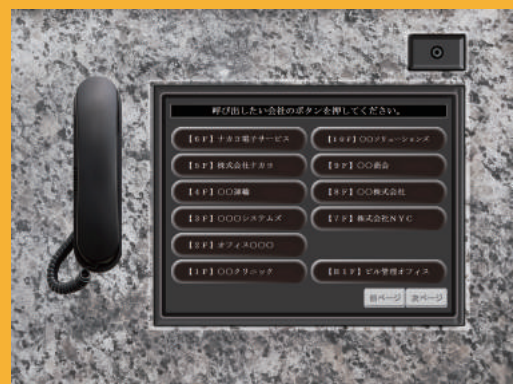 呼び出したい会社のボタンを押してください。
【6F】ナカヨ電子サービス
【10F】〇〇ソリューションズ
【5F】株式会社ナカヨ
【9F】〇〇商会
【4F】〇〇運輸
【8F】〇〇株式会社
【3F】〇〇〇システムズ
【7F】株式会社NYC
【2F】オフィス〇〇〇
【1F】〇〇クリニック
【B1F】ビル管理オフィス
前ページ 次ページ